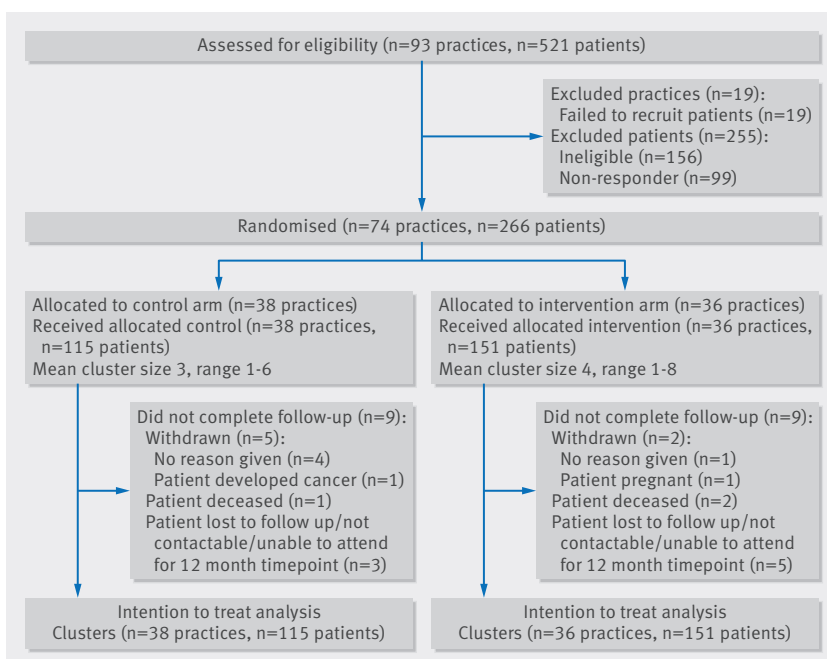 Assessed for eligibility (n=93 practices, n=521 patients)
Excluded practices (n=19):
Failed to recruit patients (n=19)
Excluded patients (n=255):
Ineligible (n=156)
Non-responder (n=99)
Randomised (n=74 practices, n=266 patients)
Allocated to control arm (n=38 practices)
Received allocated control (n=38 practices,
n=115 patients)
Mean cluster size 3, range 1-6
Allocated to intervention arm (n=36 practices)
Received allocated intervention (n=36 practices,
n=151 patients)
Mean cluster size 4, range 1-8
Did not complete follow-up (n=9):
Withdrawn (n=5):
No reason given (n=4)
Patient developed cancer (n=1)
Patient deceased (n=1)
Patient lost to follow up/not
contactable/unable to attend
for 12 month timepoint (n=3)
Did not complete follow-up (n=9):
Withdrawn (n=2):
No reason given (n=1)
Patient pregnant (n=1)
Patient deceased (n=2)
Patient lost to follow up/not
contactable/unable to attend
for 12 month timepoint (n=5)
Intention to treat analysis
Clusters (n=38 practices, n=115 patients)
Intention to treat analysis
Clusters (n=36 practices, n=151 patients)